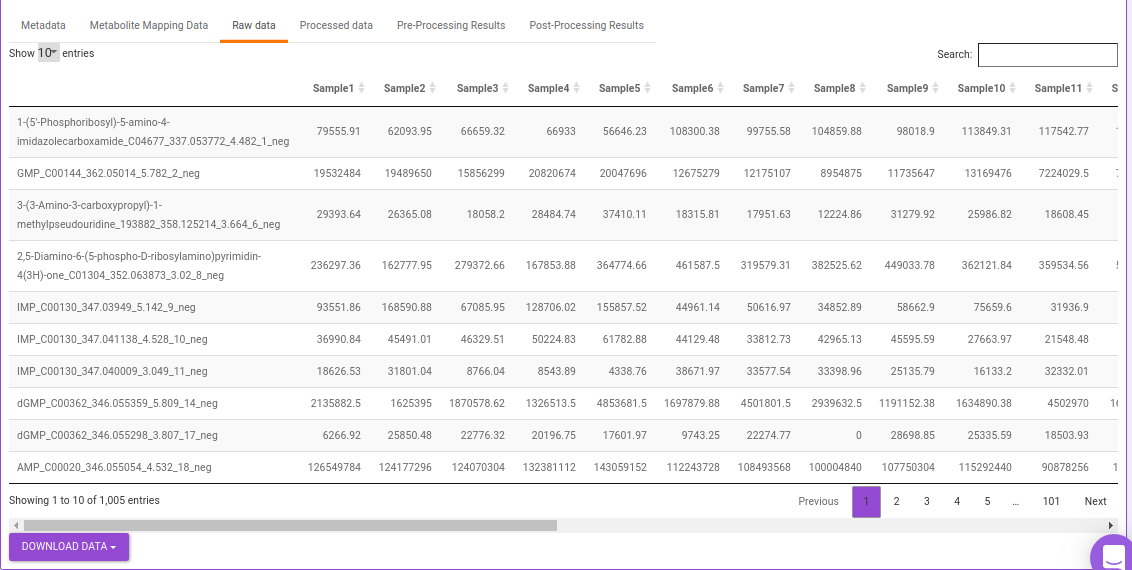 Metadata Metabolite Mapping Data Raw data Processed data Pre-Processing Results Post-Processing Results
Show 10 entries Search:
Sample1 Sample2 Sample3 Sample4 Sample5 Sample6 Sample7 Sample8 Sample9 Sample10 Sample11 S
1-(5'-Phosphoribosyl)-5-amino-4-
imidazolecarboxamide_C04677_337.053772_4.482_1_neg 79555.91 62093.95 66659.32 66933 56646.23 108300.38 99755.58 104859.88 98018.9 113849.31 117542.77
GMP_C00144_362.05014_5.782_2_neg 19532484 19489650 15856299 20820674 20047696 12675279 12175107 8954875 11735647 13169476 7224029.5
3-(3-Amino-3-carboxypropyl)-1-
methylpseudouridine_193882_358.125214_3.664_6_neg 29393.64 26365.08 18058.2 28484.74 37410.11 18315.81 17951.63 12224.86 31279.92 25986.82 18608.45
2,5-Diamino-6-(5-phospho-D-ribosylamino)pyrimidin-
4(3H)-one_C01304_352.063873_3.02_8_neg 236297.36 162777.95 279372.66 167853.88 364774.66 461587.5 319579.31 382525.62 449033.78 362121.84 359534.56
IMP_C00130_347.03949_5.142_9_neg 93551.86 168590.88 67085.95 128706.02 155857.52 44961.14 50616.97 34852.89 58662.9 75659.6 31936.9
IMP_C00130_347.041138_4.528_10_neg 36990.84 45491.01 46329.51 50224.83 61782.88 44129.48 33812.73 42965.13 45595.59 27663.97 21548.48
IMP_C00130_347.040009_3.049_11_neg 18626.53 31801.04 8766.04 8543.89 4338.76 38671.97 33577.54 33398.96 25135.79 16133.2 32332.01
dGMP_C00362_346.055359_5.809_14_neg 2135882.5 1625395 1870578.62 1326513.5 4853681.5 1697879.88 4501801.5 2939632.5 1191152.38 1634890.38 4502970 16
dGMP_C00362_346.055298_3.807_17_neg 6266.92 25850.48 22776.32 20196.75 17601.97 9743.25 22274.77 0 28698.85 25335.59 18503.93
AMP_C00020_346.055054_4.532_18_neg 126549784 124177296 124070304 132381112 143059152 112243728 108493568 100004840 107750304 115292440 90878256 1
Showing 1 to 10 of 1,005 entries Previous 1 2 3 4 5 … 101 Next
DOWNLOAD DATA